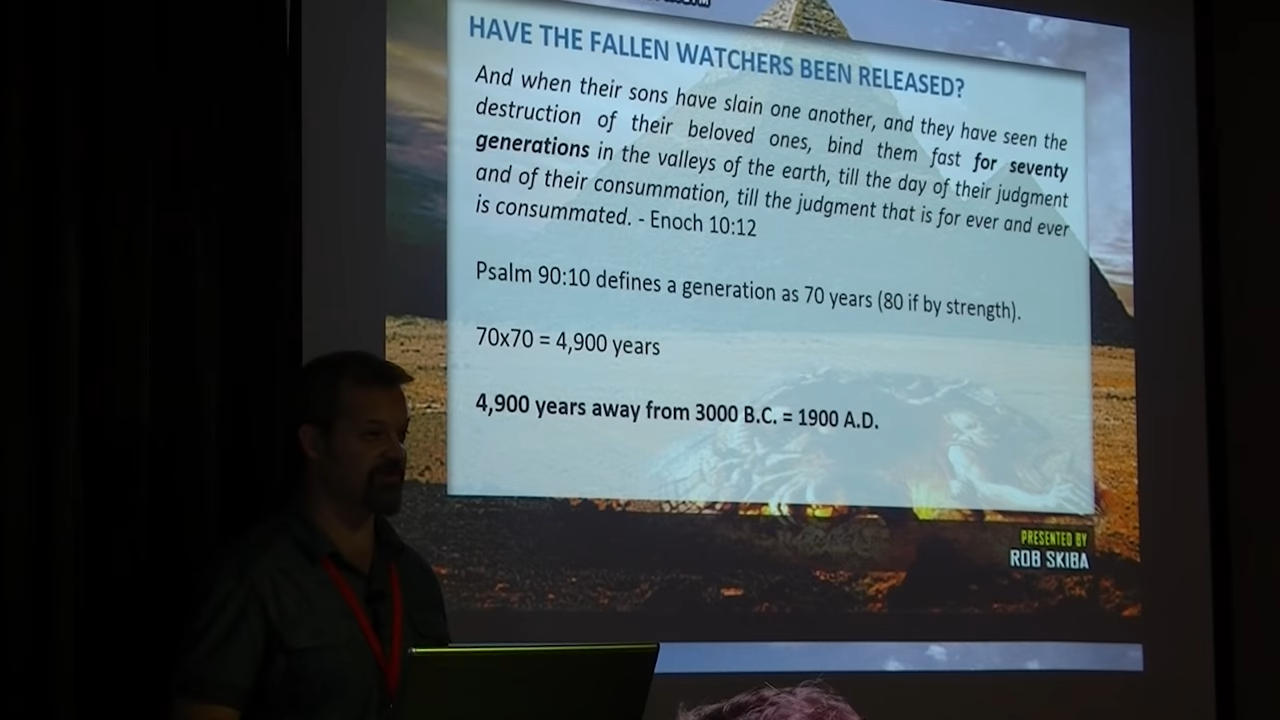 HAVE THE FALLEN WATCHERS BEEN RELEASED?
And when their sons have slain one another, and they have seen the
destruction of their beloved ones, bind them fast for seventy
generations in the valleys of the earth, till the day of their judgment
and of their consummation, till the judgment that is for ever and ever
is consummated. - Enoch 10:12
Psalm 90:10 defines a generation as 70 years (80 if by strength).
70x70 = 4,900 years
4,900 years away from 3000 B.C. = 1900 A.D.
PRESENTED BY
ROB SKIBA